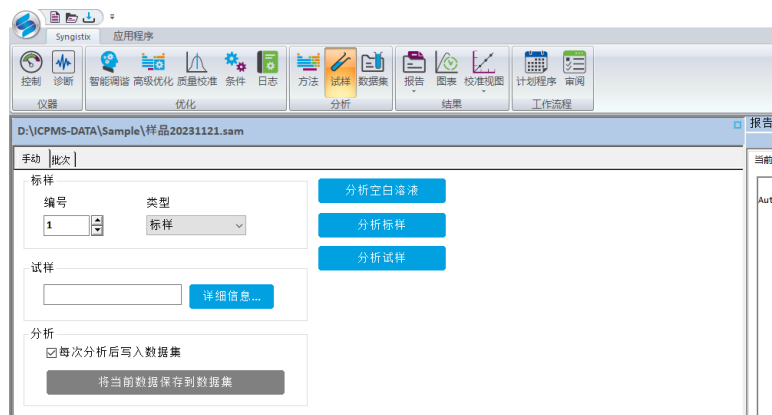 Syngistix 应用程序
控制 诊断 智能调谐 高级优化 质量校准 条件 日志 方法 试样 数据集 报告 图表 校准视图 计划程序 审阅
仪器 优化 分析 结果 工作流程
D:\ICPMS-DATA\Sample\样品20231121.sam
报告
手动 批次
当前
标样
编号 类型
1 标样
分析空白溶液
分析标样
分析试样
Aut
试样
详细信息...
分析
每次分析后写入数据集
将当前数据保存到数据集